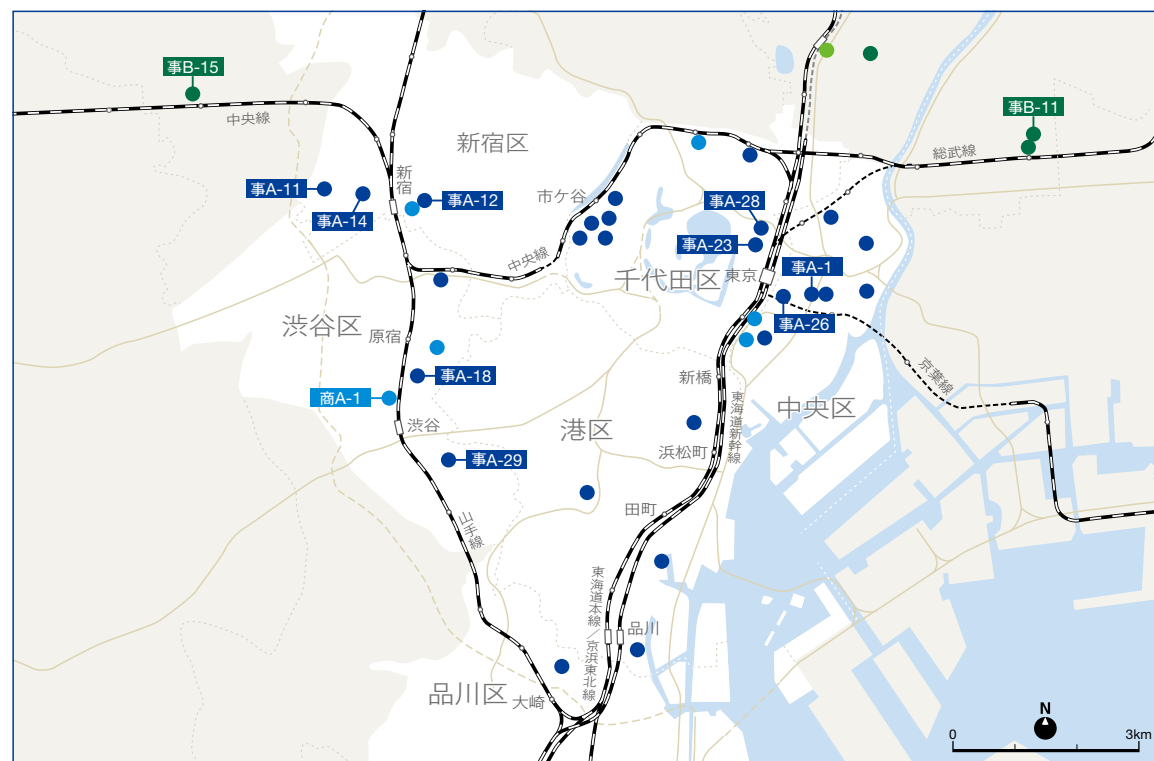 事B-15
中央線
新宿区
事B-11
総武線
新宿
事A-11
事A-14
事A-12
市ケ谷
事A-28
事A-23
中央線
千代田区
東京
事A-1
事A-26
渋谷区
原宿
事A-18
商A-1
渋谷
新橋
東海道新幹線
中央区
京葉線
港区
浜松町
事A-29
田町
山手線
東海道本線／京浜東北線
品川
品川区
大崎
N
0
3km